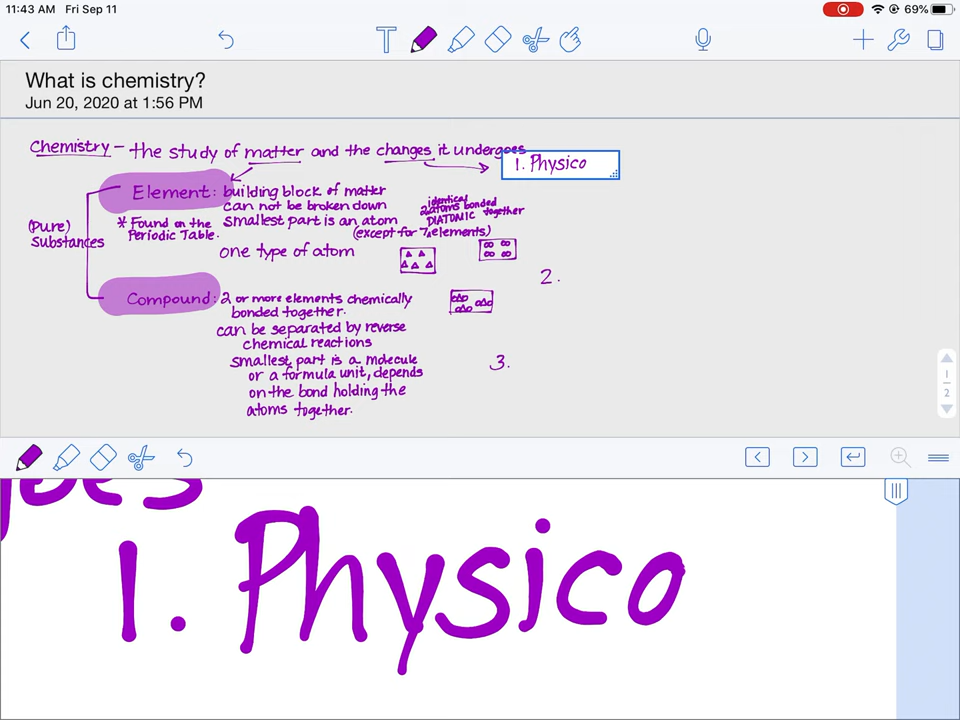 11:43 AM Fri Sep 11
69%
What is chemistry?
Jun 20, 2020 at 1:56 PM
Chemistry - the study of matter and the changes it undergoes
1. Physico
Element: building block of matter
can not be broken down
smallest part is an atom
(except for 7 elements)
identical
2 atoms bonded
DIATONIC together
* Found on the
Periodic Table.
(Pure)
Substances
one type of atom
2.
Compound: 2 or more elements chemically
bonded together.
can be separated by reverse
chemical reactions
smallest part is a molecule
or a formula unit, depends
on the bond holding the
atoms together.
3.
1
2
goes
1. Physico